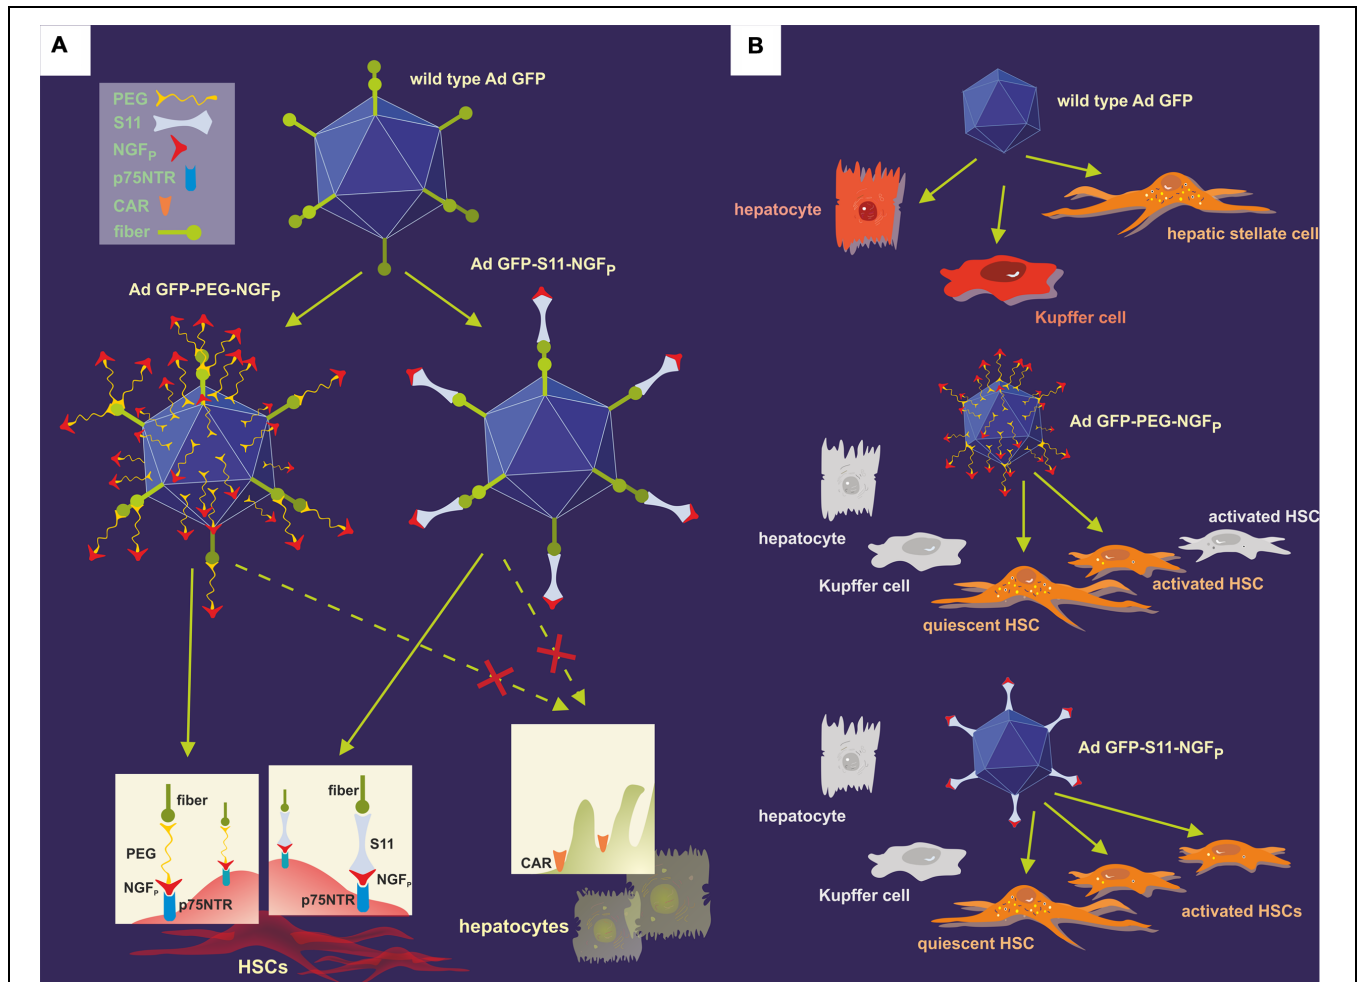 A
wild type Ad GFP
PEG
S11
NGFP
p75NTR
CAR
fiber
Ad GFP-PEG-NGFP
Ad GFP-S11-NGFP
fiber
PEG
NGFP
p75NTR
fiber
S11
NGFP
p75NTR
HSCs
CAR
hepatocytes
B
wild type Ad GFP
hepatocyte
hepatic stellate cell
Kupffer cell
Ad GFP-PEG-NGFP
hepatocyte
Kupffer cell
activated HSC
activated HSC
quiescent HSC
Ad GFP-S11-NGFP
hepatocyte
Kupffer cell
activated HSCs
quiescent HSC